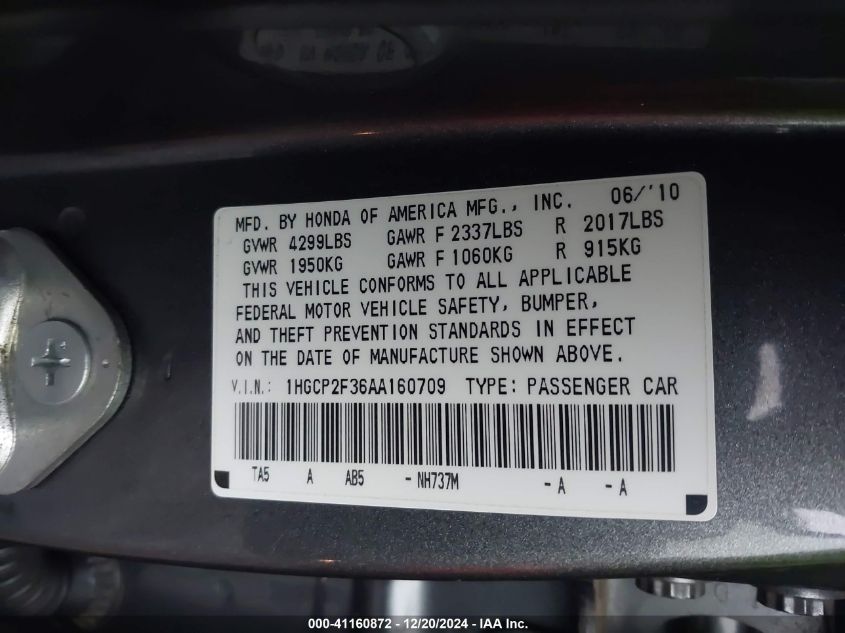 MFD. BY HONDA OF AMERICA MFG., INC. 06/'10
GVWR 4299LBS GAWR F 2337LBS R 2017LBS
GVWR 1950KG GAWR F 1060KG R 915KG
THIS VEHICLE CONFORMS TO ALL APPLICABLE
FEDERAL MOTOR VEHICLE SAFETY, BUMPER,
AND THEFT PREVENTION STANDARDS IN EFFECT
ON THE DATE OF MANUFACTURE SHOWN ABOVE.
V.I.N.: 1HGCP2F36AA160709 TYPE: PASSENGER CAR
TA5 A AB5 - NH737M - A - A
000-41160872 - 12/20/2024 - IAA Inc.